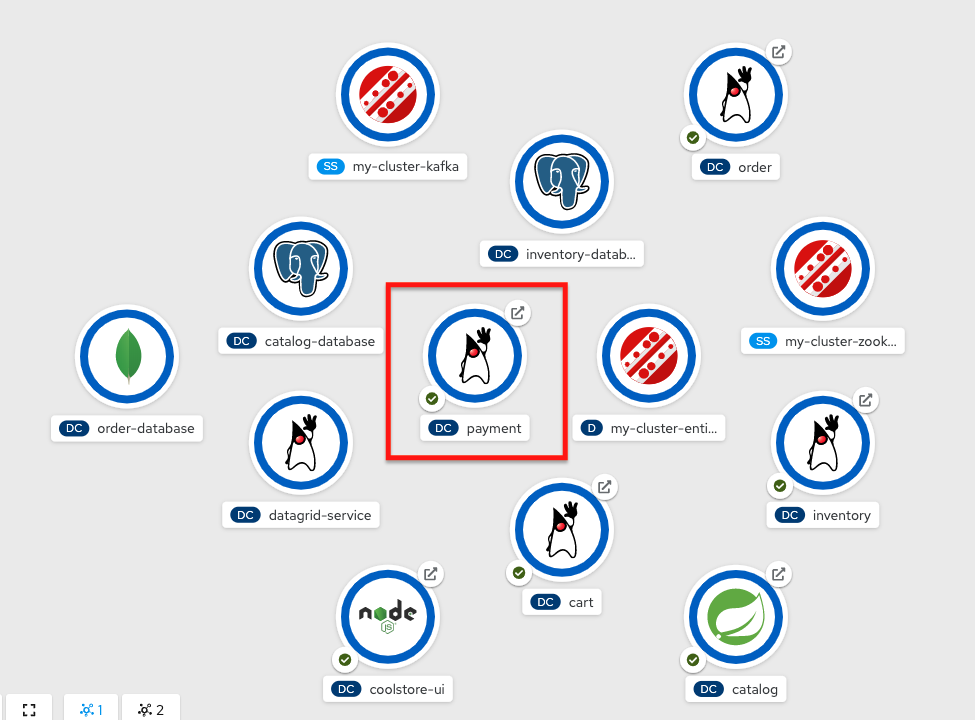 SS my-cluster-kafka
DC order
DC inventory-datab...
DC catalog-database
SS my-cluster-zook...
DC order-database
DC payment
D my-cluster-enti...
DC datagrid-service
DC inventory
DC cart
node
JS
DC coolstore-ui
DC catalog
1
2